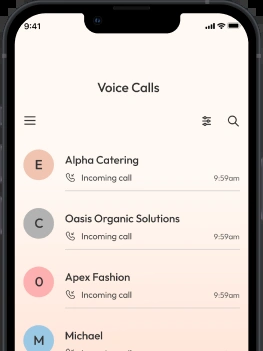 9:41
Voice Calls
E
Alpha Catering
Incoming call
9:59am
C
Oasis Organic Solutions
Incoming call
9:59am
O
Apex Fashion
Incoming call
9:59am
M
Michael